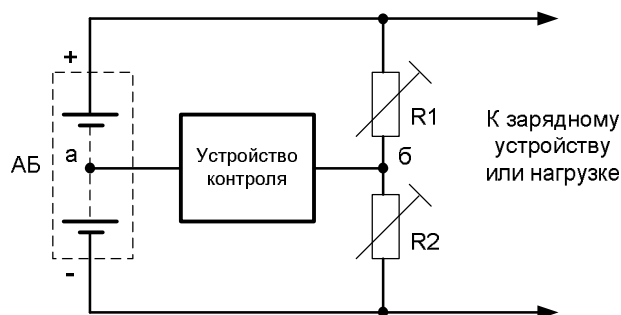 +
R1
К зарядному
устройству
или нагрузке
АБ
а
Устройство
контроля
б
R2
-